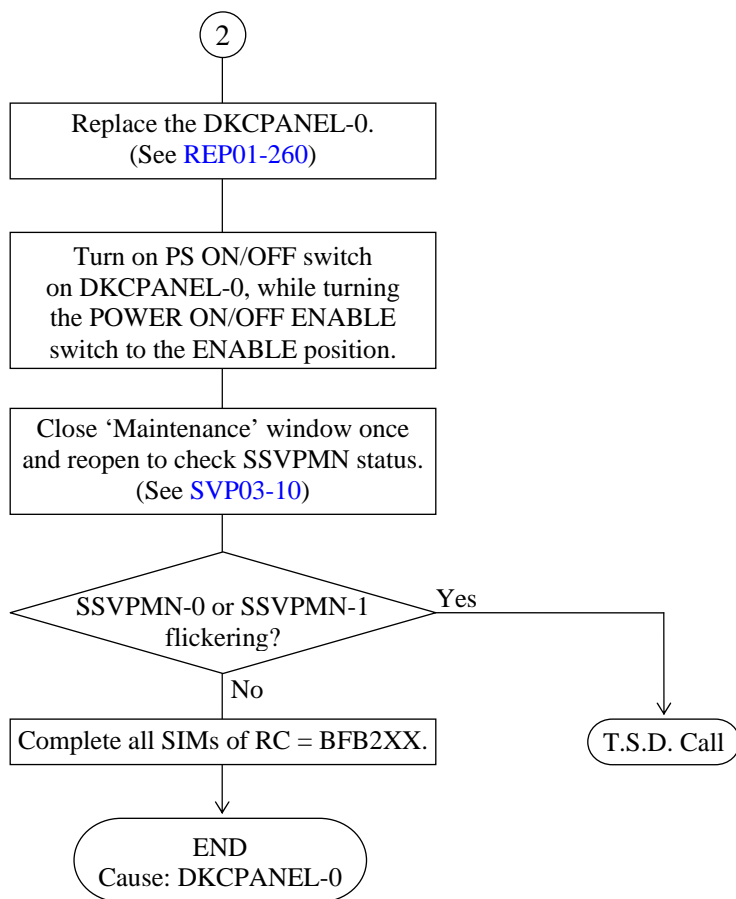 2
Replace the DKCPANEL-0.
(See REP01-260)
Turn on PS ON/OFF switch
on DKCPANEL-0, while turning
the POWER ON/OFF ENABLE
switch to the ENABLE position.
Close ‘Maintenance’ window once
and reopen to check SSVPMN status.
(See SVP03-10)
SSVPMN-0 or SSVPMN-1
flickering?
Yes
No
Complete all SIMs of RC = BFB2XX.
T.S.D. Call
END
Cause: DKCPANEL-0